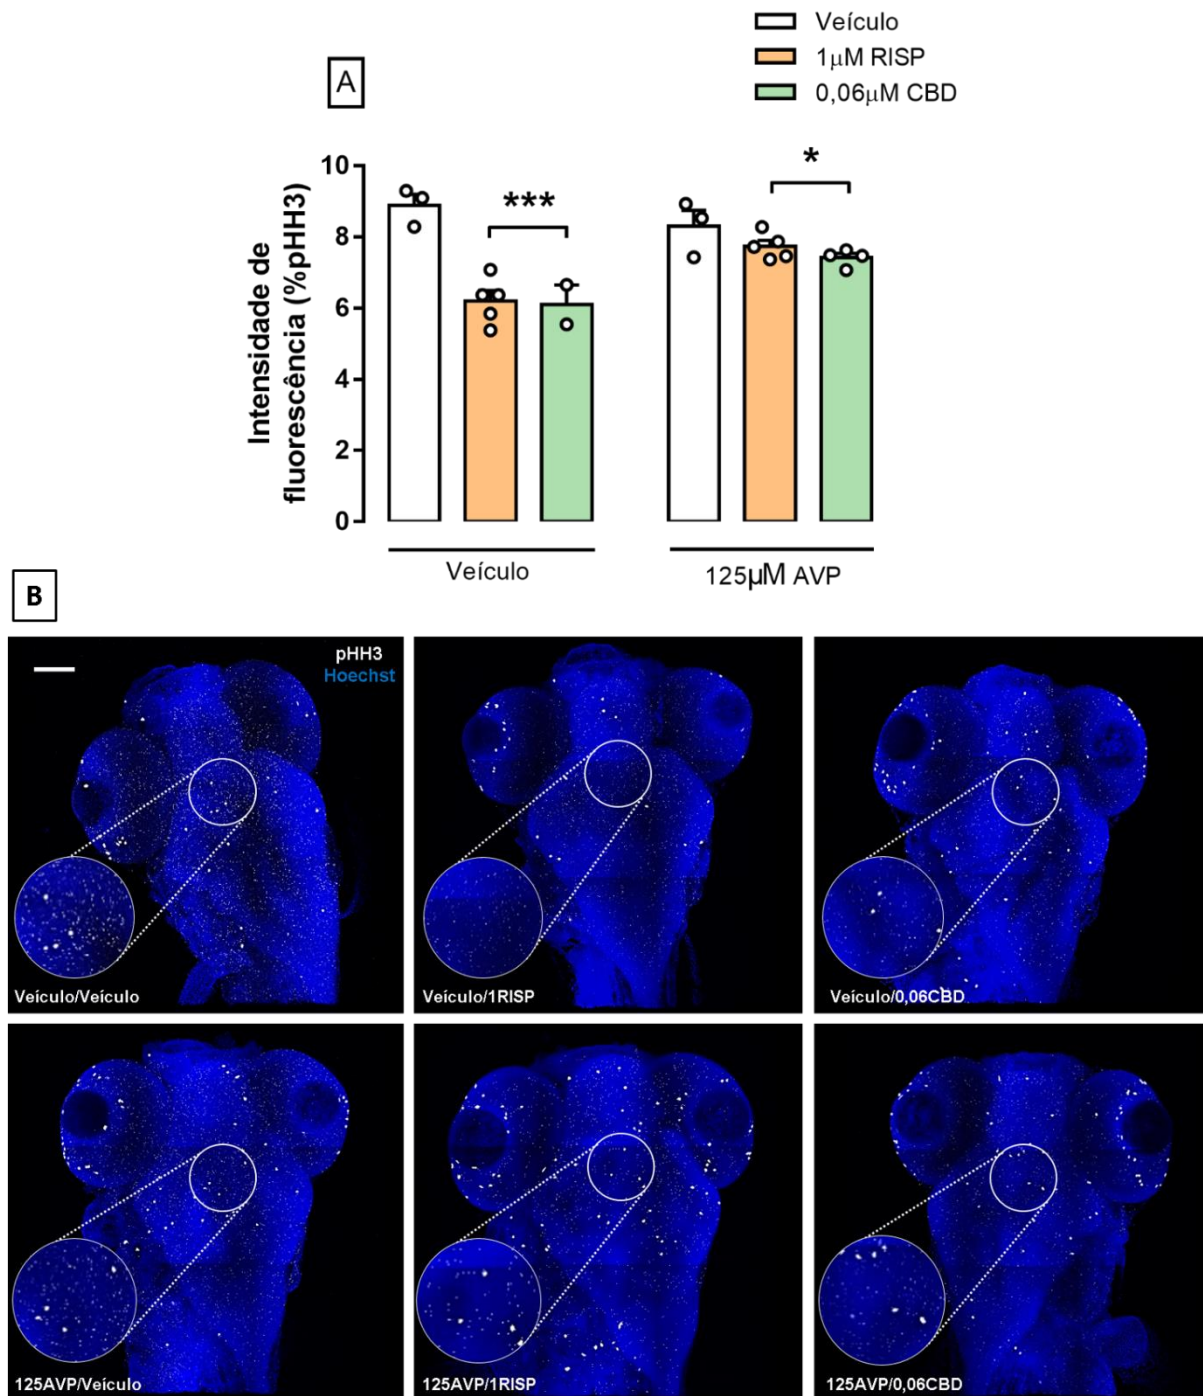 Veículo
1µM RISP
0,06µM CBD
A
Intensidade de
fluorescência (%pHH3)
10
8
6
4
2
0
***
*
Veículo
125µM AVP
B
pHH3
Hoechst
Veículo/Veículo
Veículo/1RISP
Veículo/0,06CBD
125AVP/Veículo
125AVP/1RISP
125AVP/0,06CBD